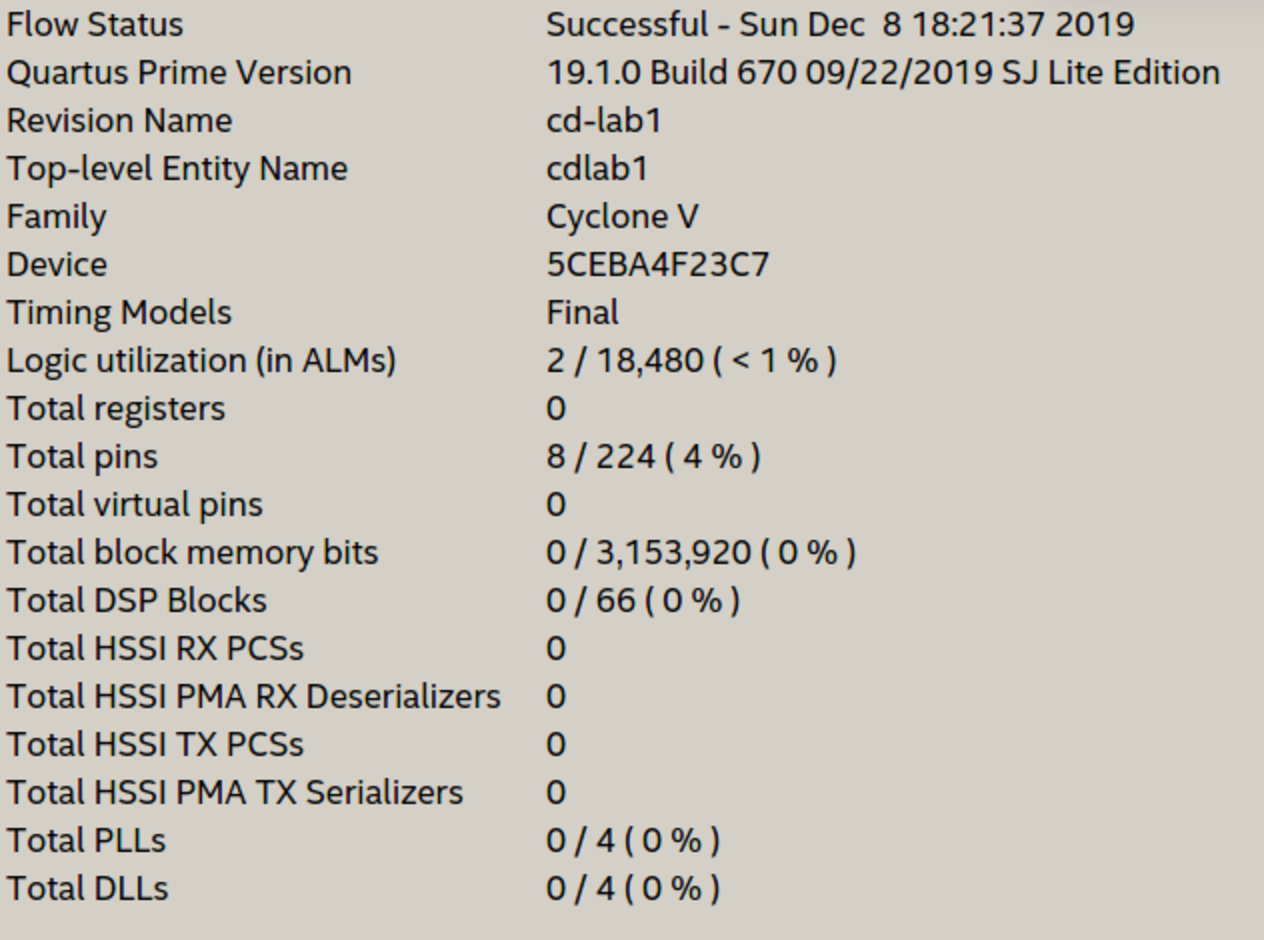 Flow Status Successful - Sun Dec  8 18:21:37 2019
Quartus Prime Version 19.1.0 Build 670 09/22/2019 SJ Lite Edition
Revision Name cd-lab1
Top-level Entity Name cdlab1
Family Cyclone V
Device 5CEBA4F23C7
Timing Models Final
Logic utilization (in ALMs) 2 / 18,480 ( < 1 % )
Total registers 0
Total pins 8 / 224 ( 4 % )
Total virtual pins 0
Total block memory bits 0 / 3,153,920 ( 0 % )
Total DSP Blocks 0 / 66 ( 0 % )
Total HSSI RX PCSs 0
Total HSSI PMA RX Deserializers 0
Total HSSI TX PCSs 0
Total HSSI PMA TX Serializers 0
Total PLLs 0 / 4 ( 0 % )
Total DLLs 0 / 4 ( 0 % )